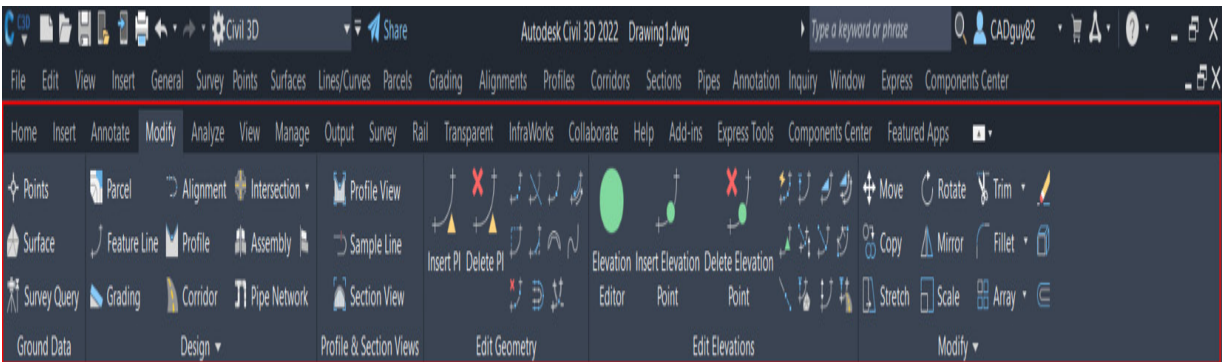 C 3D Civil 3D Share Autodesk Civil 3D 2022 Drawing1.dwg Type a keyword or phrase CADguy82
File Edit View Insert General Survey Points Surfaces Lines/Curves Parcels Grading Alignments Profiles Corridors Sections Pipes Annotation Inquiry Window Express Components Center
Home Insert Annotate Modify Analyze View Manage Output Survey Rail Transparent InfraWorks Collaborate Help Add-ins Express Tools Components Center Featured Apps
Points Parcel Alignment Intersection Profile View Move Rotate Trim
Surface Feature Line Profile Assembly Sample Line Insert PI Delete PI Elevation Editor Insert Elevation Point Delete Elevation Point Copy Mirror Fillet
Survey Query Grading Corridor Pipe Network Section View Stretch Scale Array
Ground Data Design Profile & Section Views Edit Geometry Edit Elevations Modify